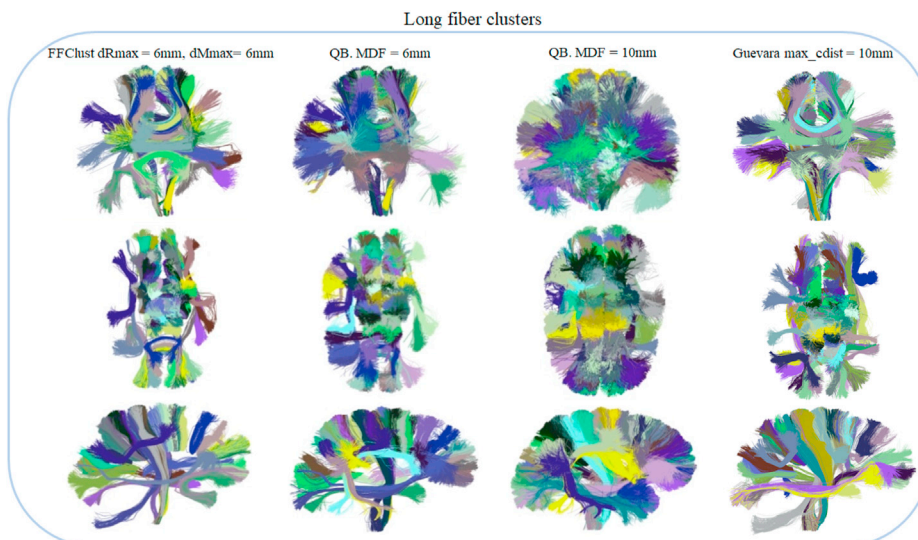 Long fiber clusters
FFClust dRmax = 6mm, dMmax= 6mm
QB. MDF = 6mm
QB. MDF = 10mm
Guevara max_cdist = 10mm